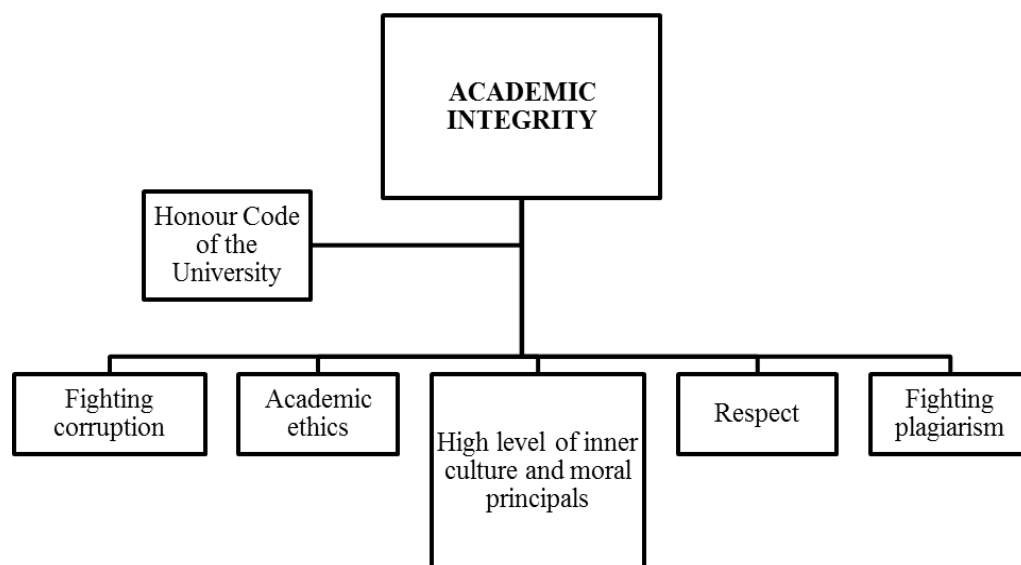 ACADEMIC
INTEGRITY
Honour Code
of the
University
Fighting
corruption
Academic
ethics
High level of inner
culture and moral
principals
Respect
Fighting
plagiarism